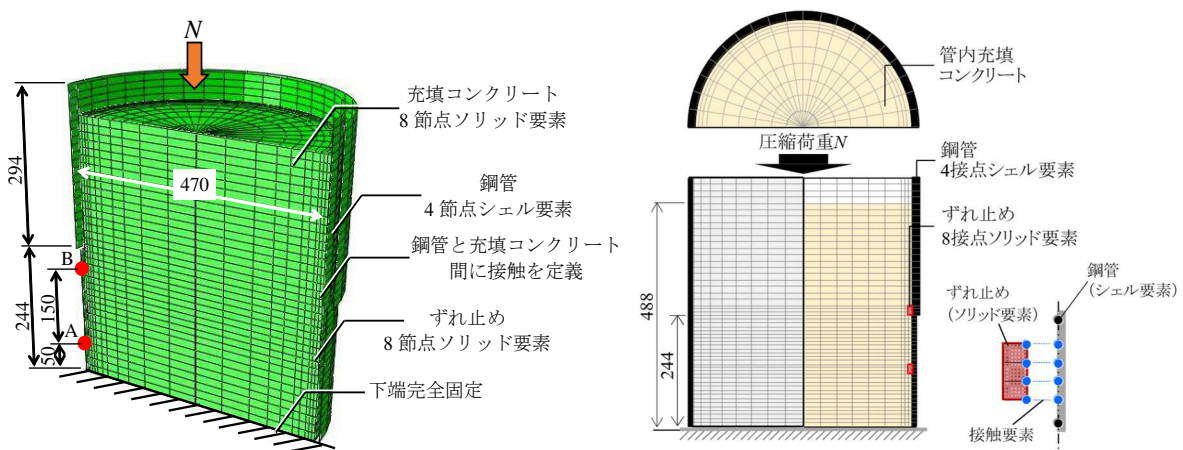 N
充填コンクリート
8節点ソリッド要素
294
470
鋼管
4節点シェル要素
鋼管と充填コンクリート
間に接触を定義
B
244
150
A
50
ずれ止め
8節点ソリッド要素
下端完全固定
管内充填
コンクリート
圧縮荷重N
鋼管
4接点シェル要素
ずれ止め
8接点ソリッド要素
488
244
鋼管
(シェル要素)
ずれ止め
(ソリッド要素)
接触要素